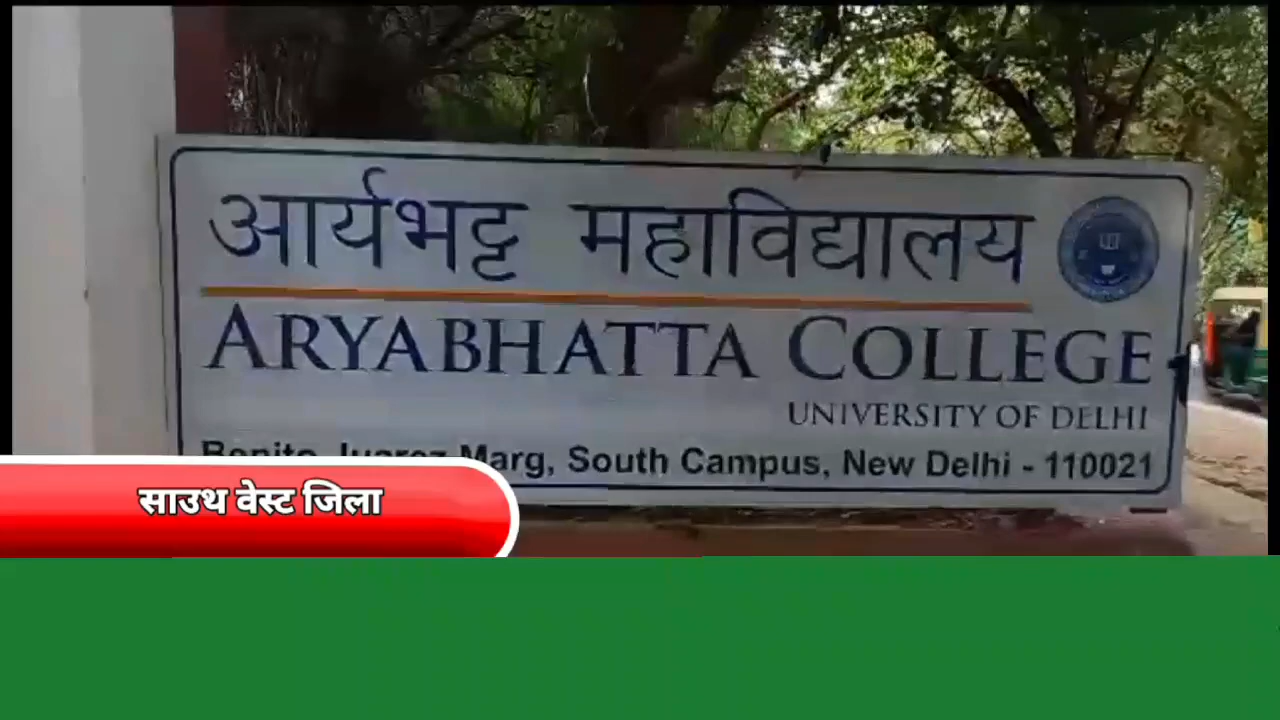 आर्यभट्ट महाविद्यालय
ARYABHATTA COLLEGE
UNIVERSITY OF DELHI
Benito Juarez Marg, South Campus, New Delhi - 110021
साउथ वेस्ट जिला